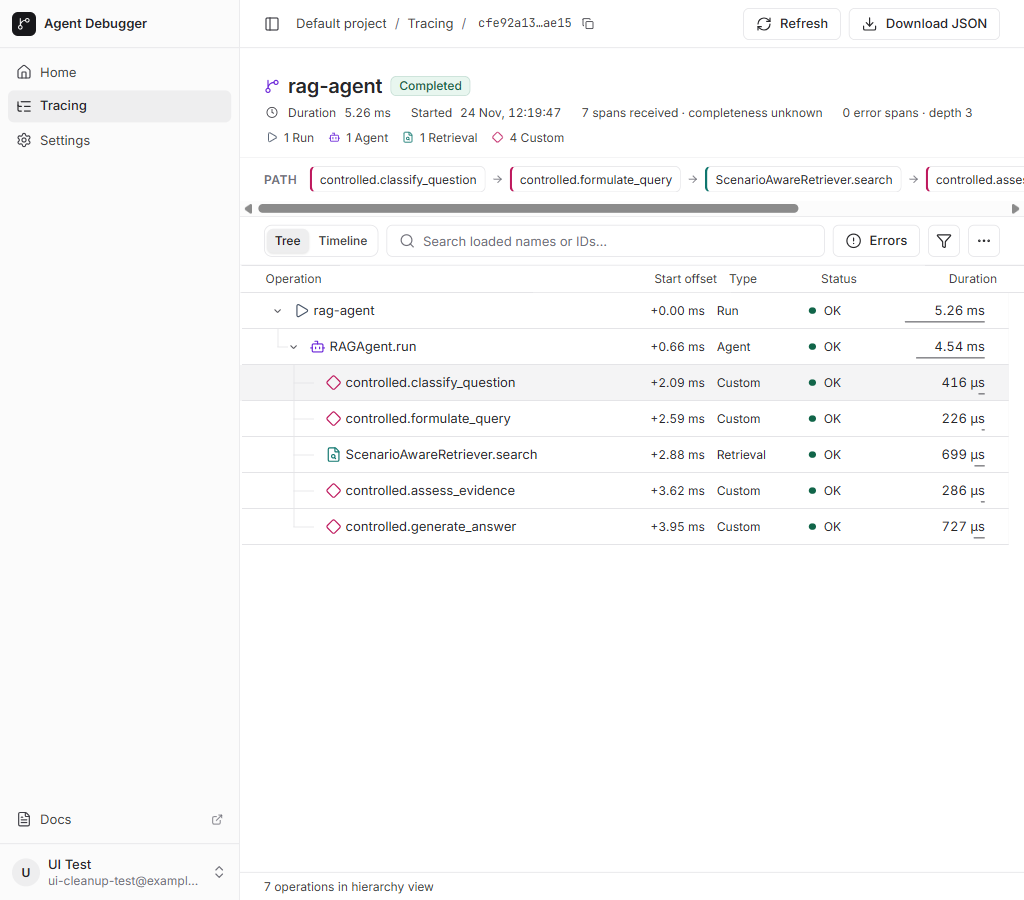 Agent Debugger
Default project / Tracing / cfe92a13…ae15
Refresh
Download JSON
Home
Tracing
Settings
rag-agent Completed
Duration 5.26 ms Started 24 Nov, 12:19:47 7 spans received · completeness unknown 0 error spans · depth 3
1 Run 1 Agent 1 Retrieval 4 Custom
PATH controlled.classify_question → controlled.formulate_query → ScenarioAwareRetriever.search → controlled.asses
Tree Timeline Search loaded names or IDs... Errors
Operation Start offset Type Status Duration
rag-agent +0.00 ms Run OK 5.26 ms
RAGAgent.run +0.66 ms Agent OK 4.54 ms
controlled.classify_question +2.09 ms Custom OK 416 µs
controlled.formulate_query +2.59 ms Custom OK 226 µs
ScenarioAwareRetriever.search +2.88 ms Retrieval OK 699 µs
controlled.assess_evidence +3.62 ms Custom OK 286 µs
controlled.generate_answer +3.95 ms Custom OK 727 µs
Docs
U
UI Test
ui-cleanup-test@exampl...
7 operations in hierarchy view